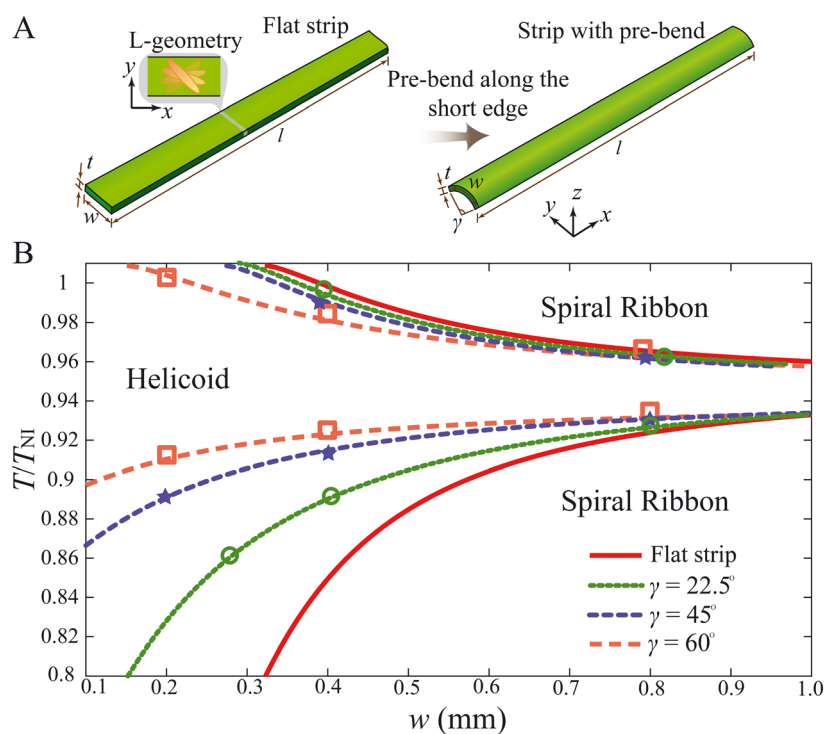 A
Flat strip
L-geometry
y
x
t
w
l
Pre-bend along the
short edge
Strip with pre-bend
t
w
γ
l
z
y
x
B
1
0.98
0.96
0.94
0.92
0.9
0.88
0.86
0.84
0.82
0.8
T/T_NI
Spiral Ribbon
Helicoid
Spiral Ribbon
Flat strip
γ = 22.5°
γ = 45°
γ = 60°
0.1 0.2 0.3 0.4 0.5 0.6 0.7 0.8 0.9 1.0
w (mm)